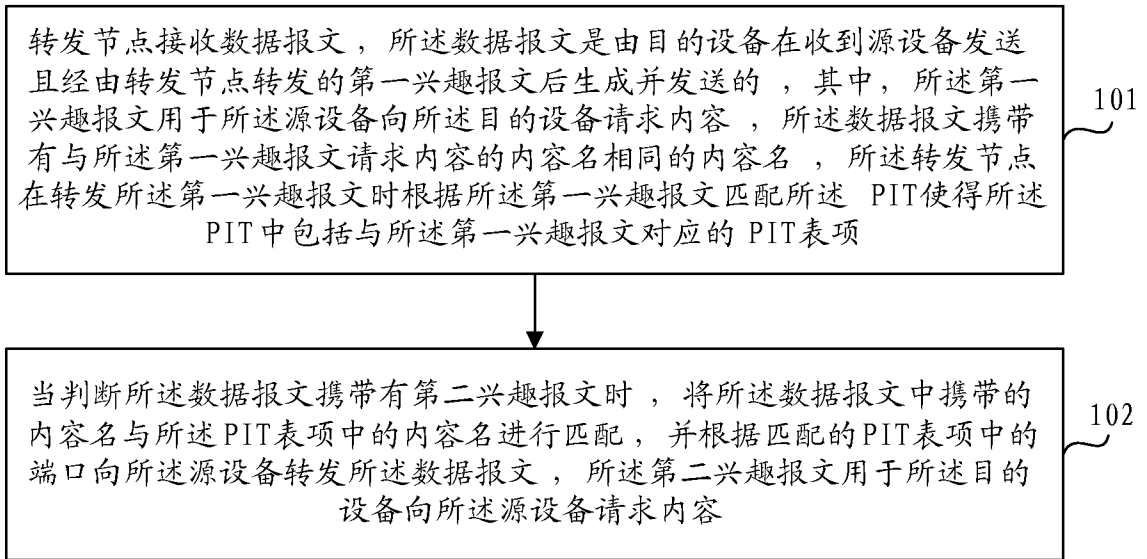 转发节点接收数据报文，所述数据报文是由目的设备在收到源设备发送
且经由转发节点转发的第一兴趣报文后生成并发送的，其中，所述第一
兴趣报文用于所述源设备向所述目的设备请求内容，所述数据报文携带
有与所述第一兴趣报文请求内容的内容名相同的内容名，所述转发节点
在转发所述第一兴趣报文时根据所述第一兴趣报文匹配所述 PIT使得所述
PIT中包括与所述第一兴趣报文对应的 PIT表项
101
当判断所述数据报文携带有第二兴趣报文时，将所述数据报文中携带的
内容名与所述PIT表项中的内容名进行匹配，并根据匹配的PIT表项中的
端口向所述源设备转发所述数据报文，所述第二兴趣报文用于所述目的
设备向所述源设备请求内容
102